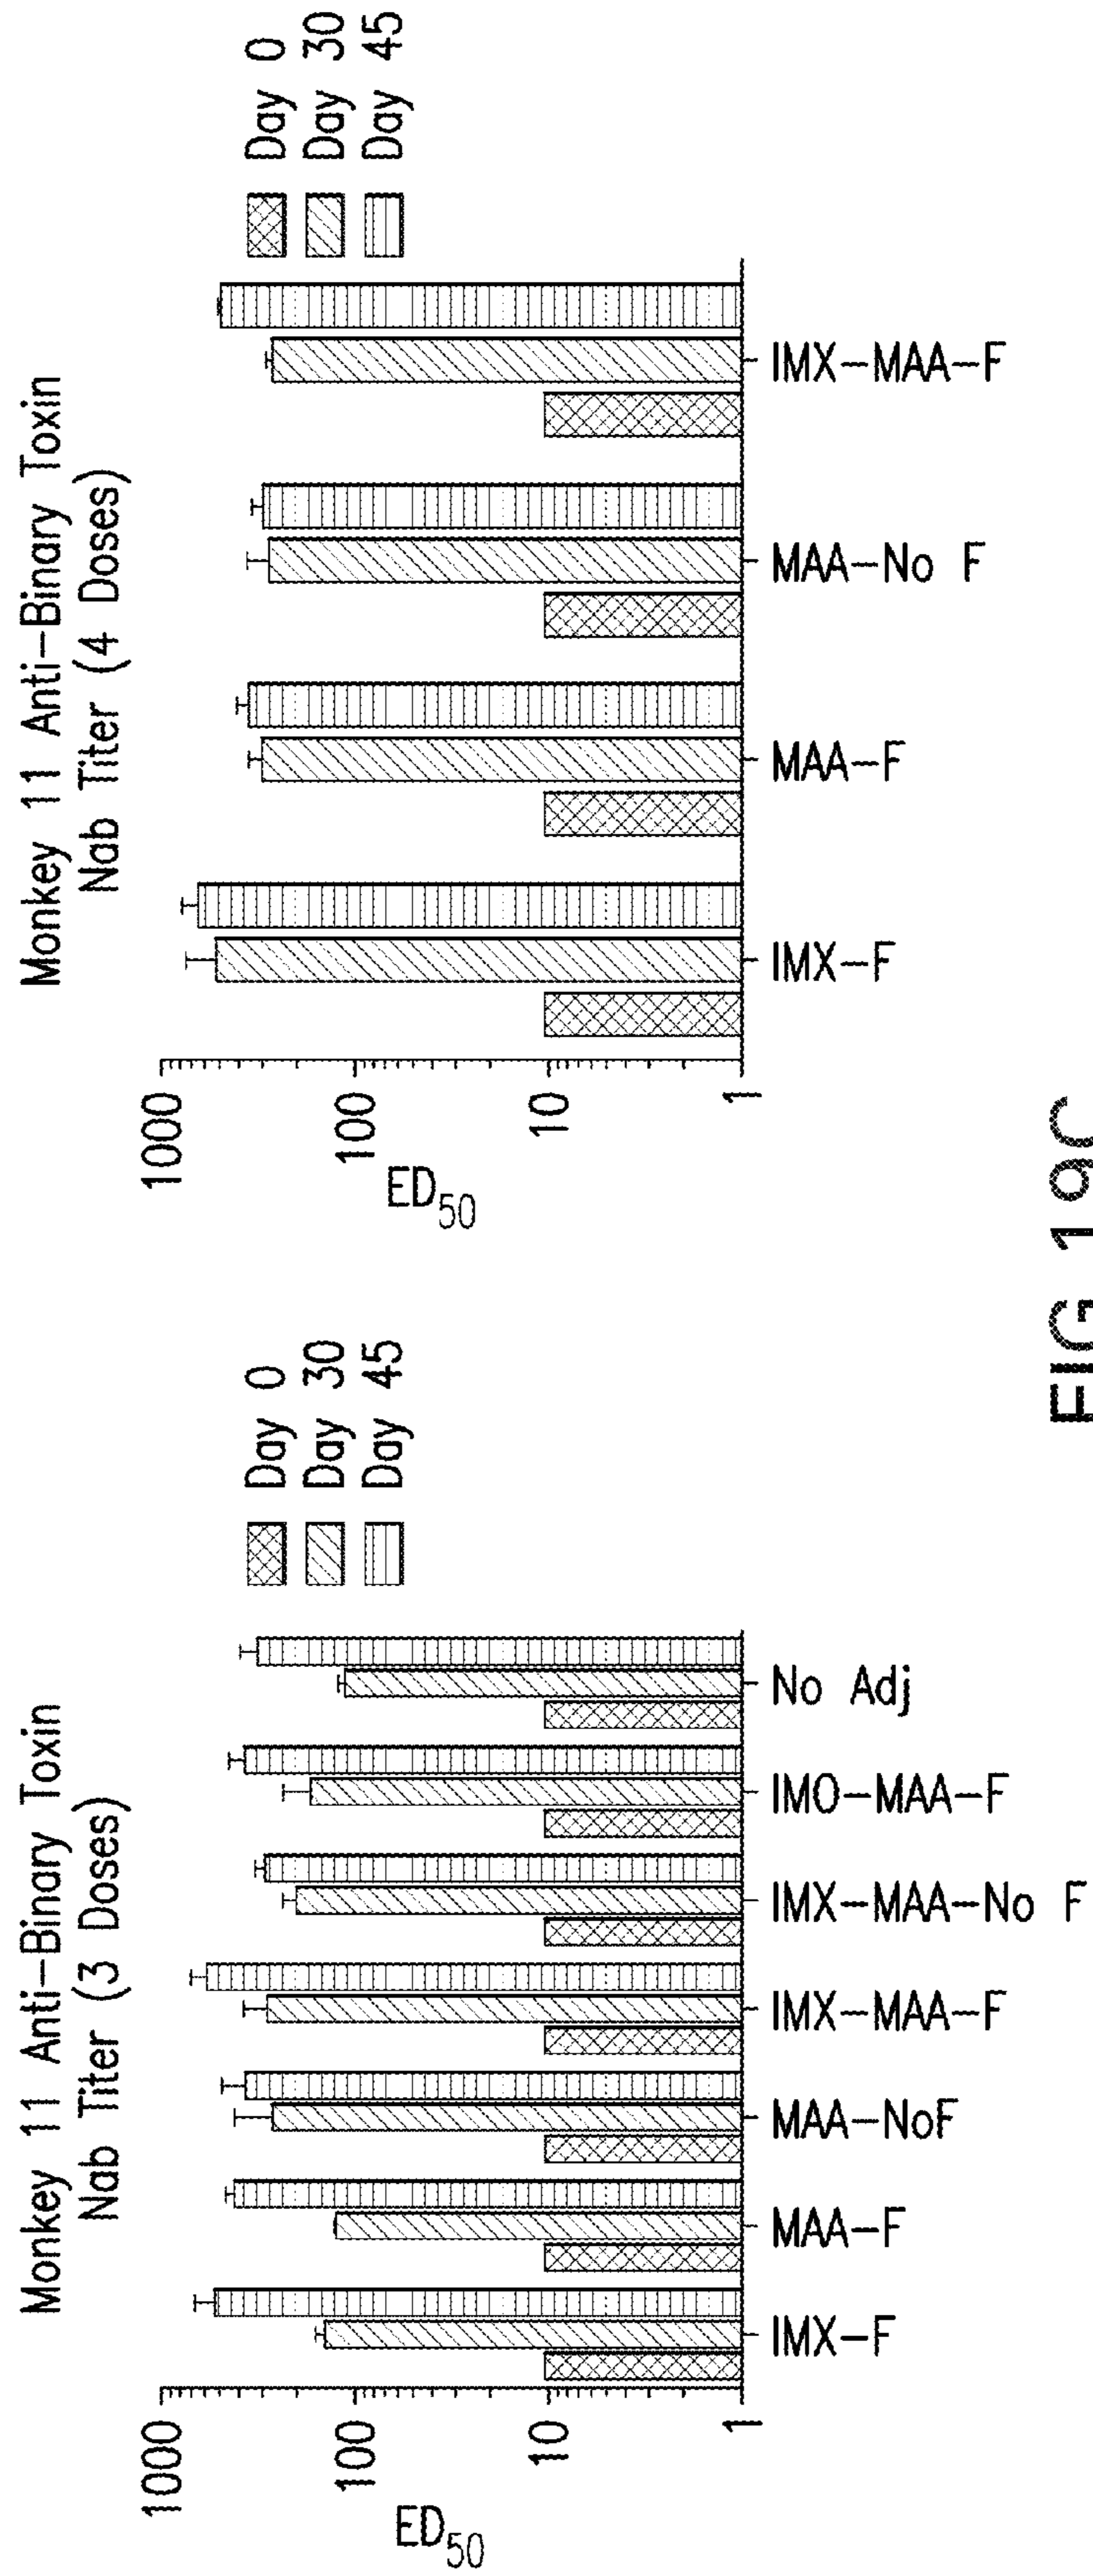 Monkey 11 Anti-Binary Toxin
Nab Titer (3 Doses)
Day 0
Day 30
Day 45
1000
100
10
1
ED50
IMX-F
MAA-F
MAA-NoF
IMX-MAA-F
IMX-MAA-No F
IMO-MAA-F
No Adj
Monkey 11 Anti-Binary Toxin
Nab Titer (4 Doses)
Day 0
Day 30
Day 45
1000
100
10
1
ED50
IMX-F
MAA-F
MAA-No F
IMX-MAA-F
FIG 19C